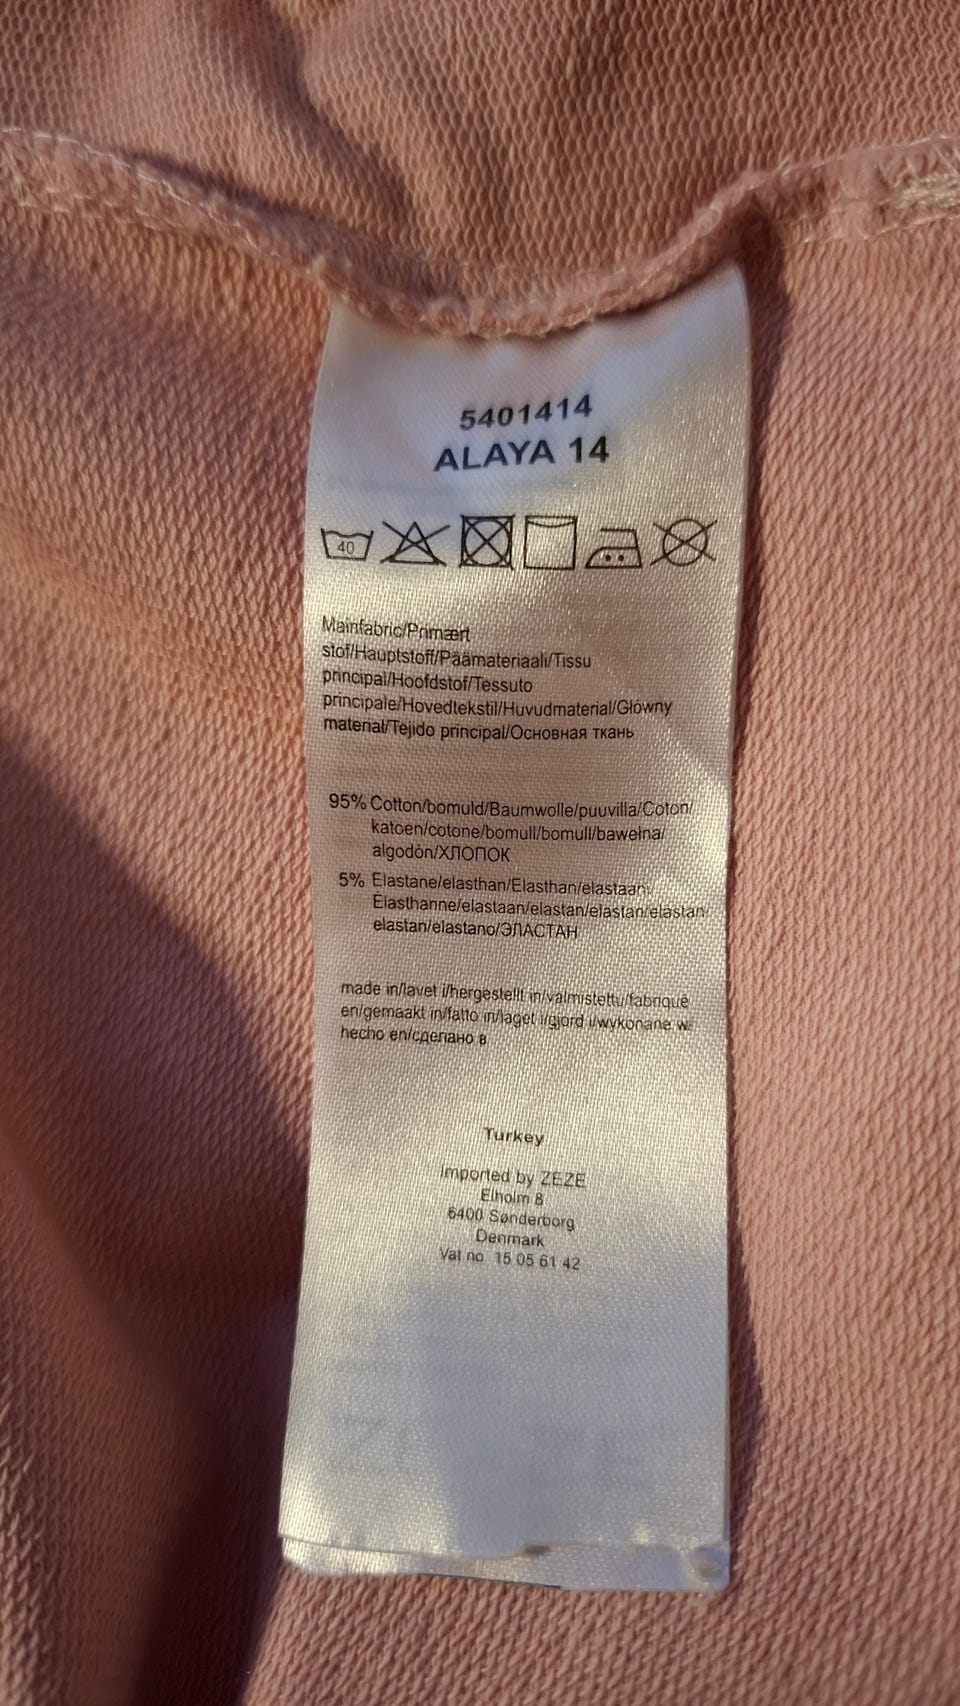 5401414
ALAYA 14
40
Mainfabric/Primært
stof/Hauptstoff/Päämateriaali/Tissu
principal/Hoofdstof/Tessuto
principale/Hovedtekstil/Huvudmaterial/Główny
materiał/Tejido principal/Основная ткань
95% Cotton/bomuld/Baumwolle/puuvilla/Coton/
katoen/cotone/bomull/bomull/bawełna/
algodón/ХЛОПОК
5% Elastane/elasthan/Elasthan/elastaani/
Élasthanne/elastaan/elastan/elastan/elastan/
elastan/elastano/ЭЛАСТАН
made in/lavet i/hergestellt in/valmistettu/fabriqué
en/gemaakt in/fatto in/laget i/gjord i/wykonane w/
hecho en/сделано в
Turkey
Imported by ZEZE
Elholm 8
6400 Sønderborg
Denmark
Vat no 15 05 61 42